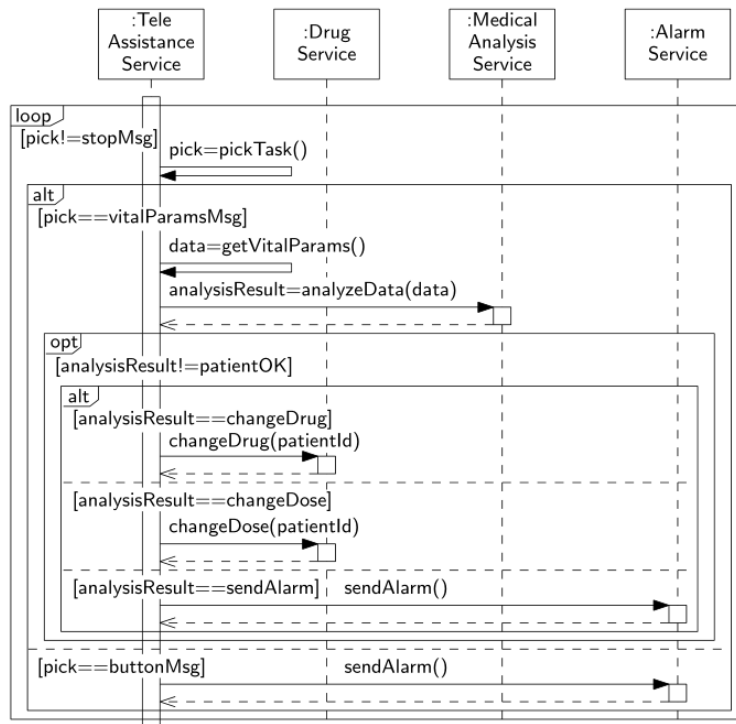 :Tele
Assistance
Service
:Drug
Service
:Medical
Analysis
Service
:Alarm
Service
loop
[pick!=stopMsg]
pick=pickTask()
alt
[pick==vitalParamsMsg]
data=getVitalParams()
analysisResult=analyzeData(data)
opt
[analysisResult!=patientOK]
alt
[analysisResult==changeDrug]
changeDrug(patientId)
[analysisResult==changeDose]
changeDose(patientId)
[analysisResult==sendAlarm] sendAlarm()
[pick==buttonMsg] sendAlarm()